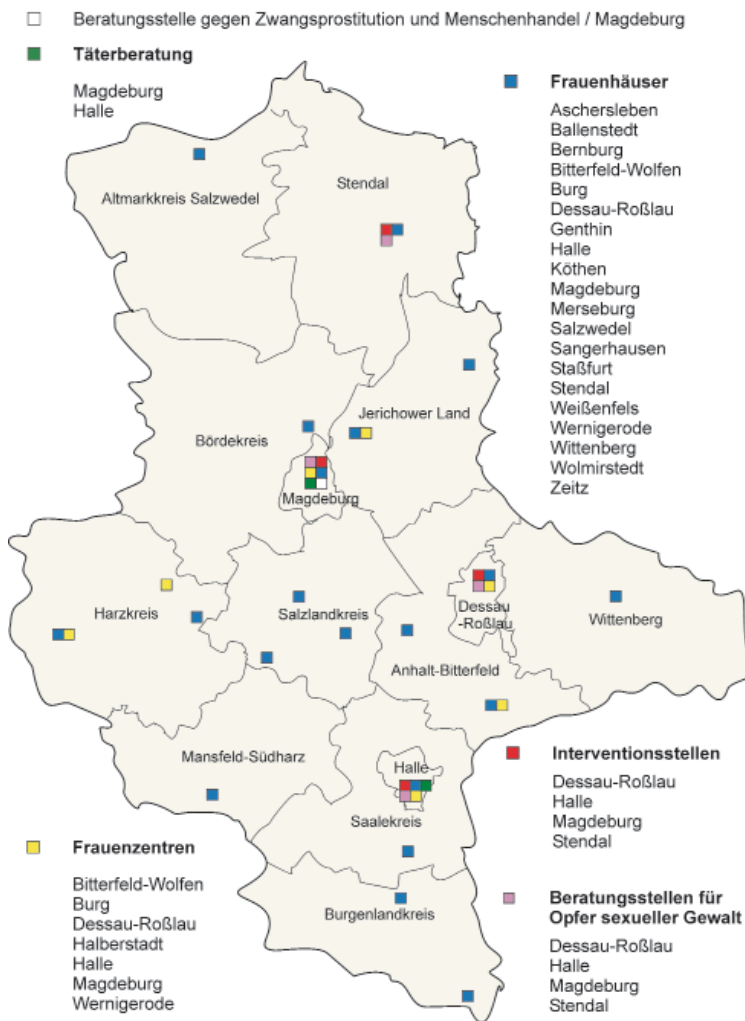 Beratungsstelle gegen Zwangsprostitution und Menschenhandel / Magdeburg
Täterberatung
Magdeburg
Halle
Frauenhäuser
Aschersleben
Ballenstedt
Bernburg
Bitterfeld-Wolfen
Burg
Dessau-Roßlau
Genthin
Halle
Köthen
Magdeburg
Merseburg
Salzwedel
Sangerhausen
Staßfurt
Stendal
Weißenfels
Wernigerode
Wittenberg
Wolmirstedt
Zeitz
Altmarkkreis Salzwedel
Stendal
Bördekreis
Jerichower Land
Magdeburg
Harzkreis
Salzlandkreis
Dessau
-Roßlau
Wittenberg
Anhalt-Bitterfeld
Mansfeld-Südharz
Halle
Saalekreis
Burgenlandkreis
Interventionsstellen
Dessau-Roßlau
Halle
Magdeburg
Stendal
Frauenzentren
Bitterfeld-Wolfen
Burg
Dessau-Roßlau
Halberstadt
Halle
Magdeburg
Wernigerode
Beratungsstellen für
Opfer sexueller Gewalt
Dessau-Roßlau
Halle
Magdeburg
Stendal